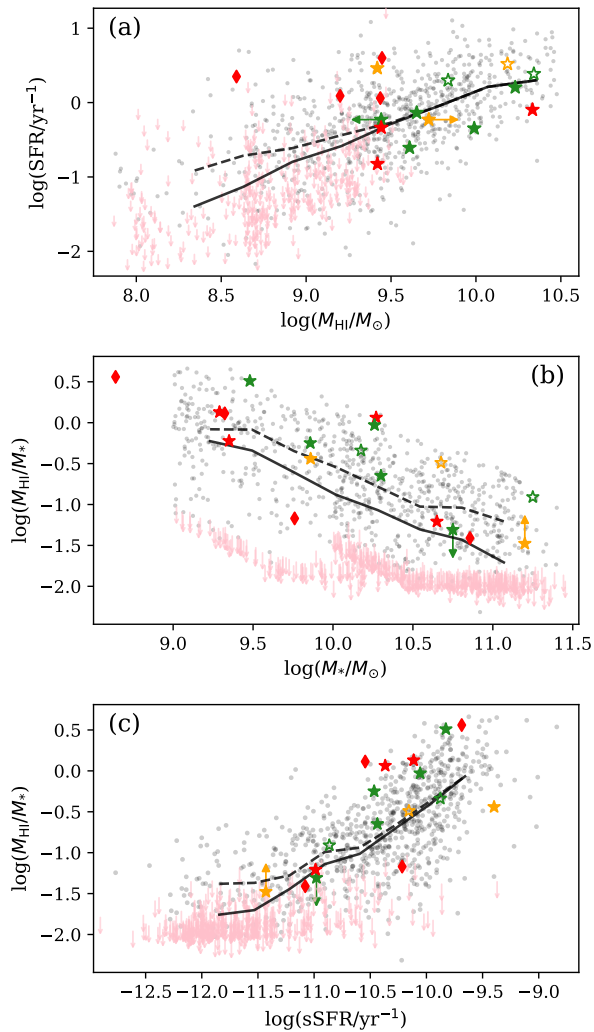 (a)
1
0
−1
−2
log(SFR/yr⁻¹)
8.0 8.5 9.0 9.5 10.0 10.5
log(M_HI/M_⊙)
(b)
0.5
0.0
−0.5
−1.0
−1.5
−2.0
log(M_HI/M_*)
9.0 9.5 10.0 10.5 11.0 11.5
log(M_*/M_⊙)
(c)
0.5
0.0
−0.5
−1.0
−1.5
−2.0
log(M_HI/M_*)
−12.5 −12.0 −11.5 −11.0 −10.5 −10.0 −9.5 −9.0
log(sSFR/yr⁻¹)